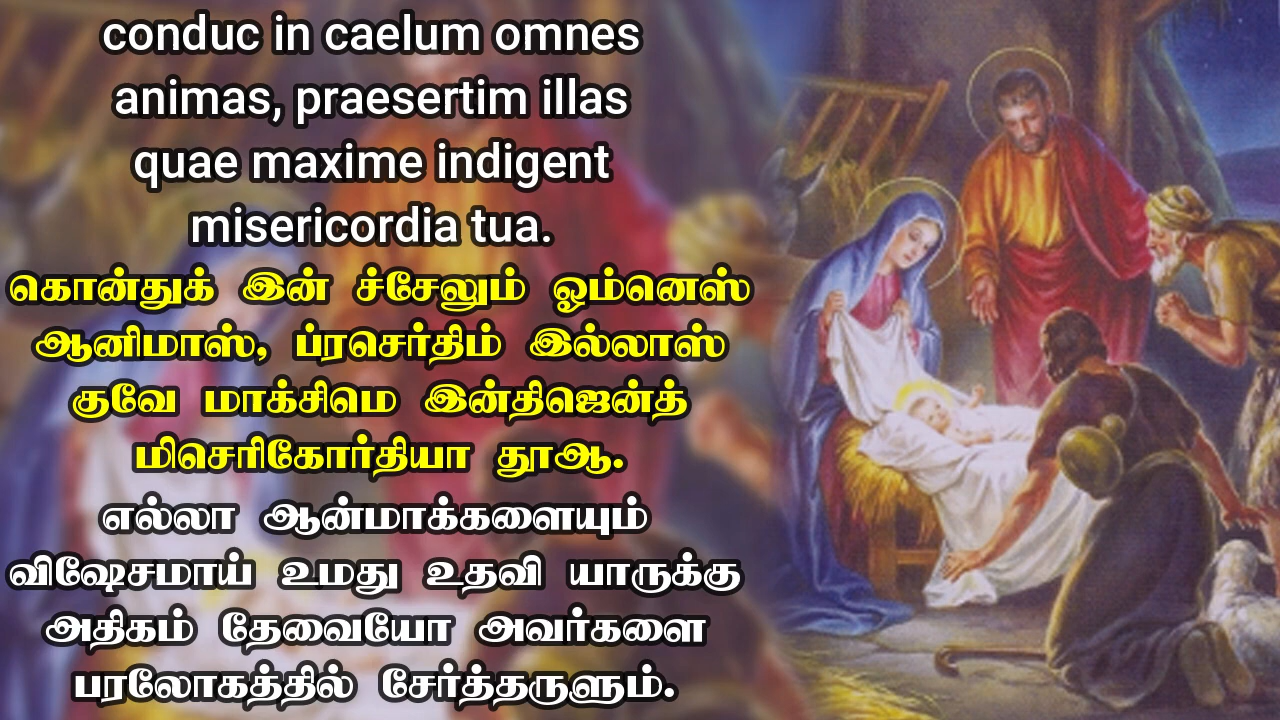 conduc in caelum omnes
animas, praesertim illas
quae maxime indigent
misericordia tua.
கொன்துக் இன் ச்சேலும் ஓம்னெஸ்
ஆனிமாஸ், ப்ரசெர்திம் இல்லாஸ்
குவே மாக்சிமெ இன்திஜென்த்
மிசெரிகோர்தியா தூஆ.
எல்லா ஆன்மாக்களையும்
விஷேசமாய் உமது உதவி யாருக்கு
அதிகம் தேவையோ அவர்களை
பரலோகத்தில் சேர்த்தருளும்.